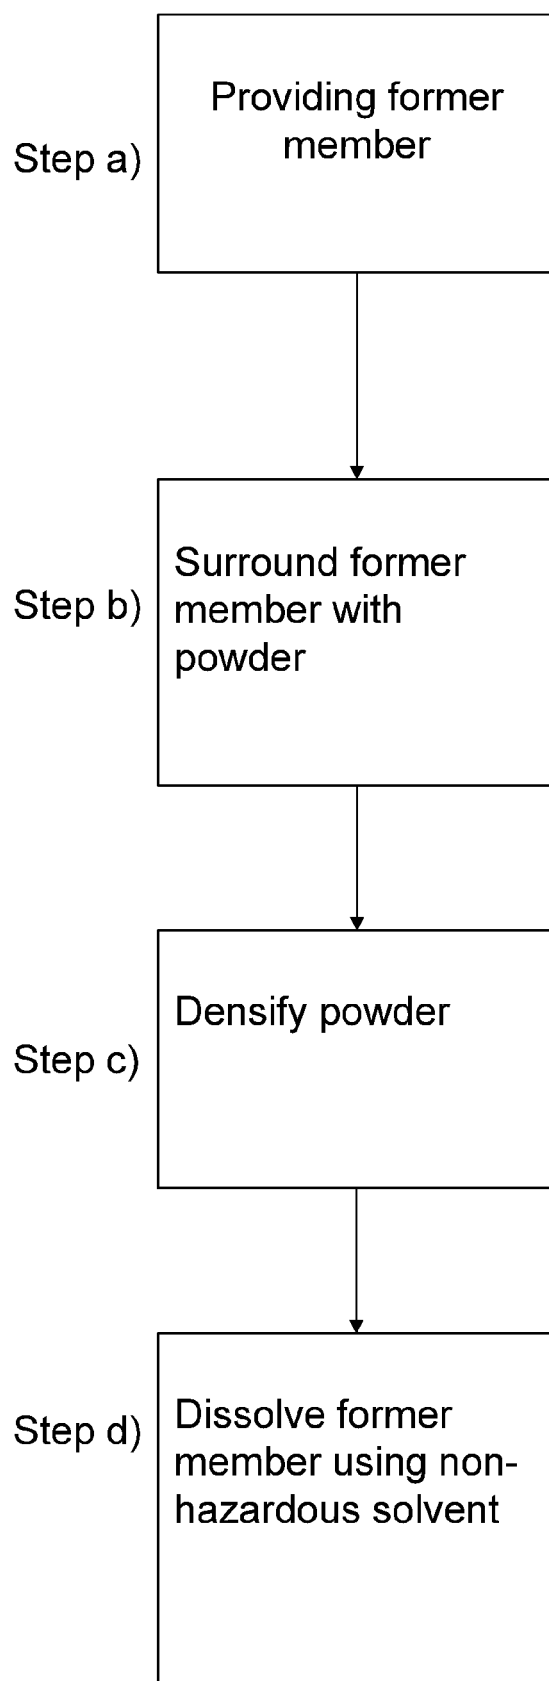 Step a)
Providing former
member
Step b)
Surround former
member with
powder
Step c)
Densify powder
Step d)
Dissolve former
member using non-
hazardous solvent